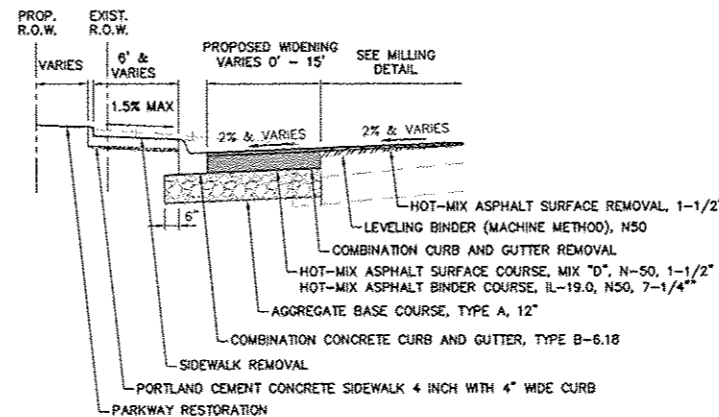 PROP.
R.O.W.
EXIST.
R.O.W.
VARIES
6' &
VARIES
PROPOSED WIDENING
VARIES 0' - 15'
SEE MILLING
DETAIL
1.5% MAX
2% & VARIES
2% & VARIES
6"
HOT-MIX ASPHALT SURFACE REMOVAL, 1-1/2"
LEVELING BINDER (MACHINE METHOD), N50
COMBINATION CURB AND GUTTER REMOVAL
HOT-MIX ASPHALT SURFACE COURSE, MIX "D", N-50, 1-1/2"
HOT-MIX ASPHALT BINDER COURSE, IL-19.0, N50, 7-1/4"*
AGGREGATE BASE COURSE, TYPE A, 12"
COMBINATION CONCRETE CURB AND GUTTER, TYPE B-6.18
SIDEWALK REMOVAL
PORTLAND CEMENT CONCRETE SIDEWALK 4 INCH WITH 4" WIDE CURB
PARKWAY RESTORATION